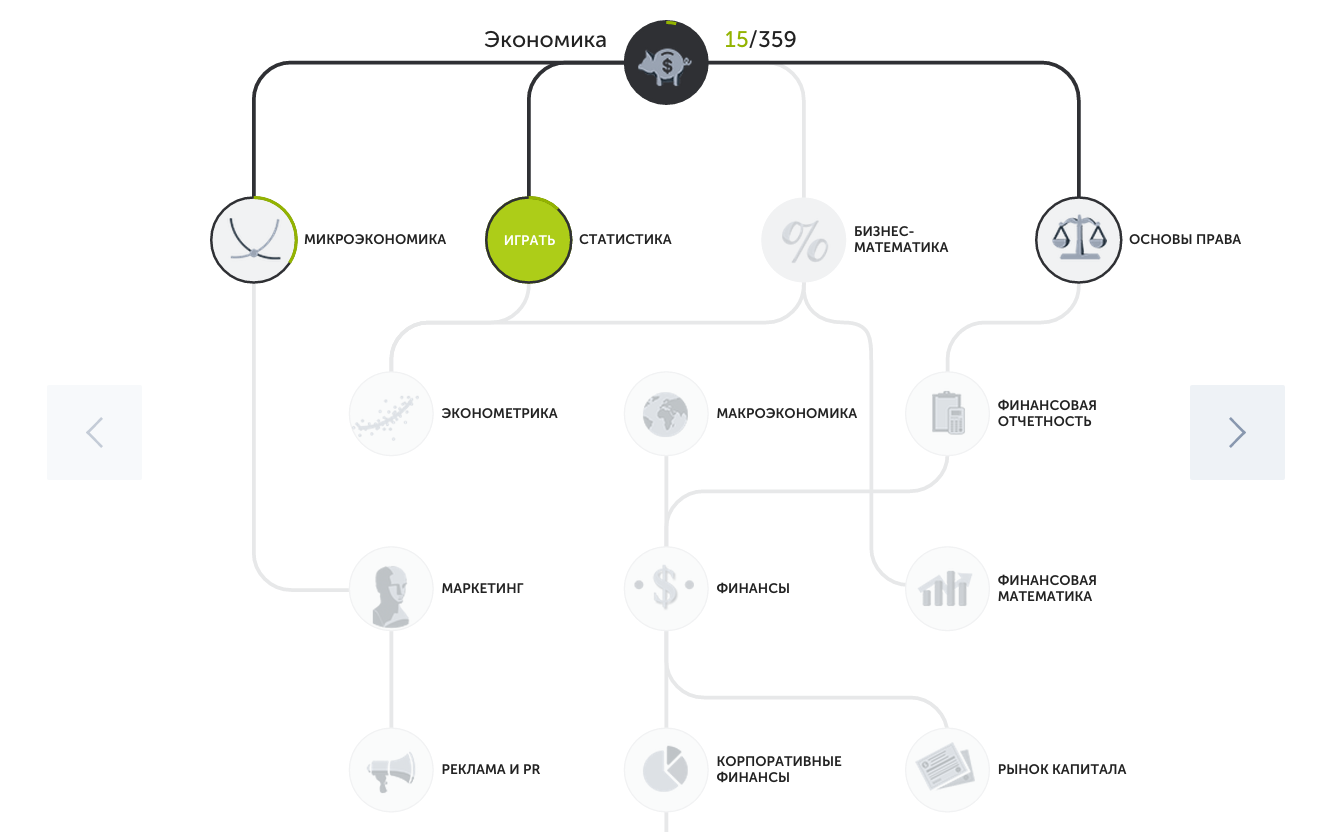 Экономика
15/359
МИКРОЭКОНОМИКА
ИГРАТЬ
СТАТИСТИКА
%
БИЗНЕС-
МАТЕМАТИКА
ОСНОВЫ ПРАВА
ЭКОНОМЕТРИКА
МАКРОЭКОНОМИКА
ФИНАНСОВАЯ
ОТЧЕТНОСТЬ
МАРКЕТИНГ
$
ФИНАНСЫ
ФИНАНСОВАЯ
МАТЕМАТИКА
РЕКЛАМА И PR
КОРПОРАТИВНЫЕ
ФИНАНСЫ
РЫНОК КАПИТАЛА